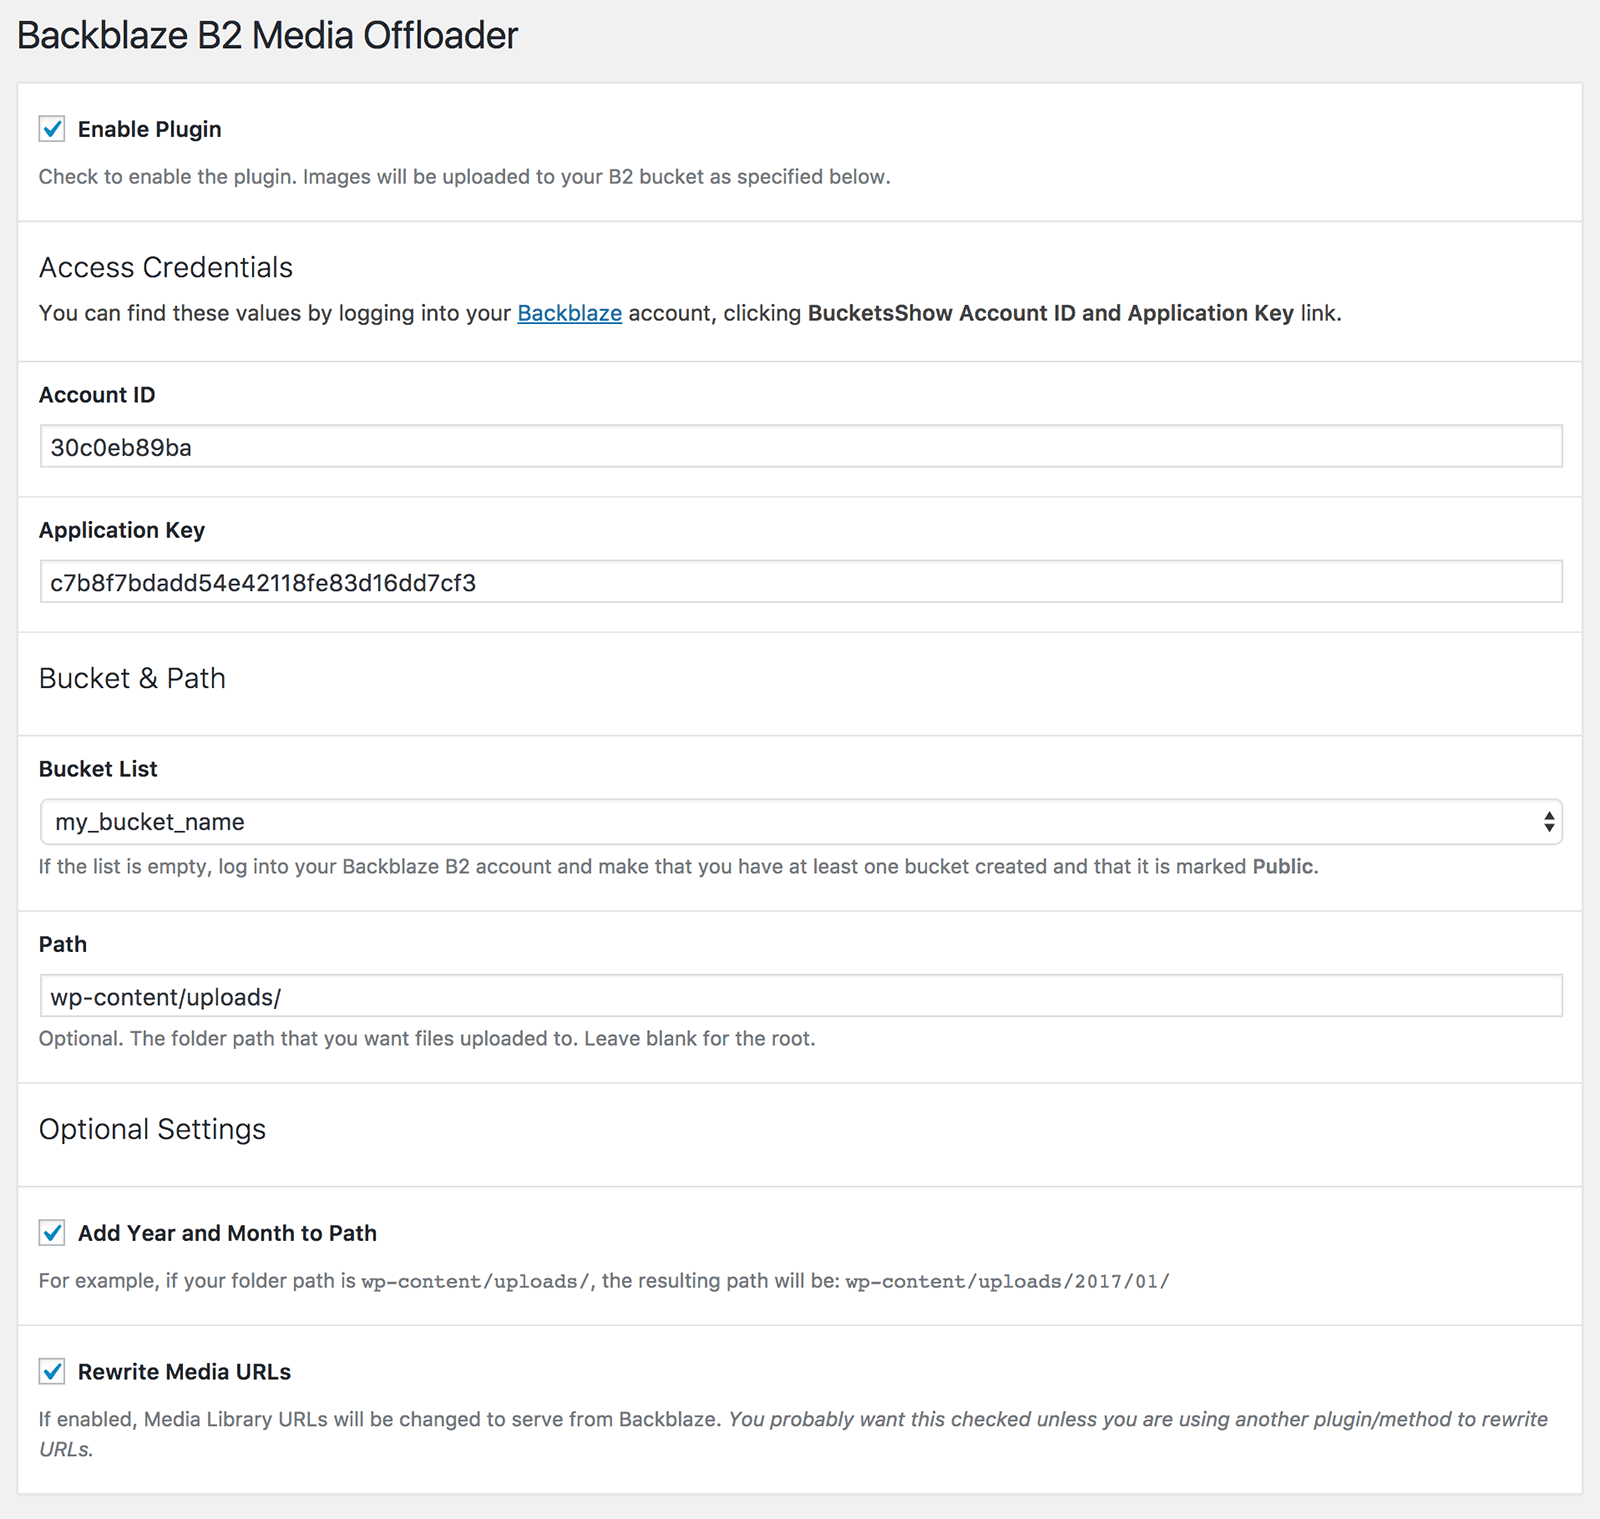 Backblaze B2 Media Offloader
Enable Plugin
Check to enable the plugin. Images will be uploaded to your B2 bucket as specified below.
Access Credentials
You can find these values by logging into your Backblaze account, clicking BucketsShow Account ID and Application Key link.
Account ID
30c0eb89ba
Application Key
c7b8f7bdadd54e42118fe83d16dd7cf3
Bucket & Path
Bucket List
my_bucket_name
If the list is empty, log into your Backblaze B2 account and make that you have at least one bucket created and that it is marked Public.
Path
wp-content/uploads/
Optional. The folder path that you want files uploaded to. Leave blank for the root.
Optional Settings
Add Year and Month to Path
For example, if your folder path is wp-content/uploads/, the resulting path will be: wp-content/uploads/2017/01/
Rewrite Media URLs
If enabled, Media Library URLs will be changed to serve from Backblaze. You probably want this checked unless you are using another plugin/method to rewrite
URLs.